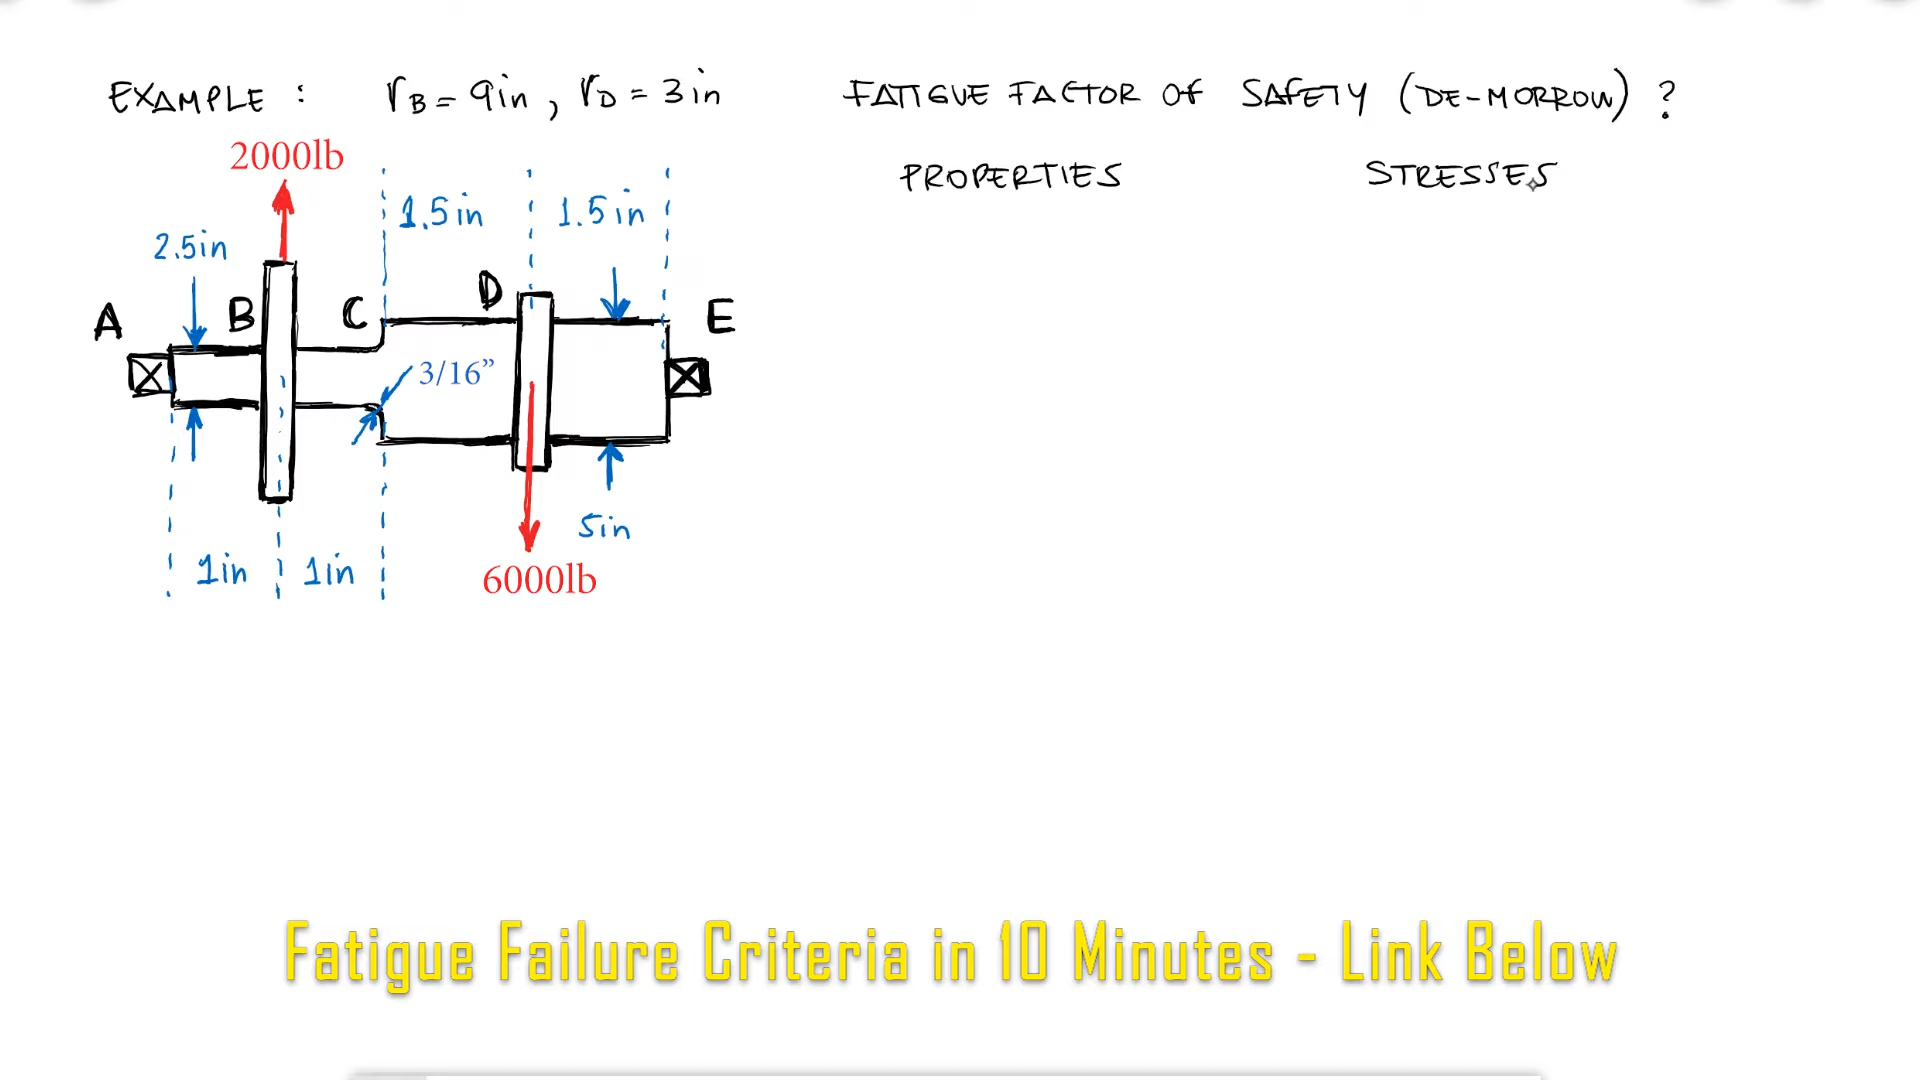 EXAMPLE : rB = 9in , rD = 3in
FATIGUE FACTOR OF SAFETY (DE-MORROW) ?
2000lb
PROPERTIES
STRESSES
1.5in
1.5in
2.5in
A
B
C
D
E
3/16”
5in
1in
1in
6000lb
Fatigue Failure Criteria in 10 Minutes - Link Below